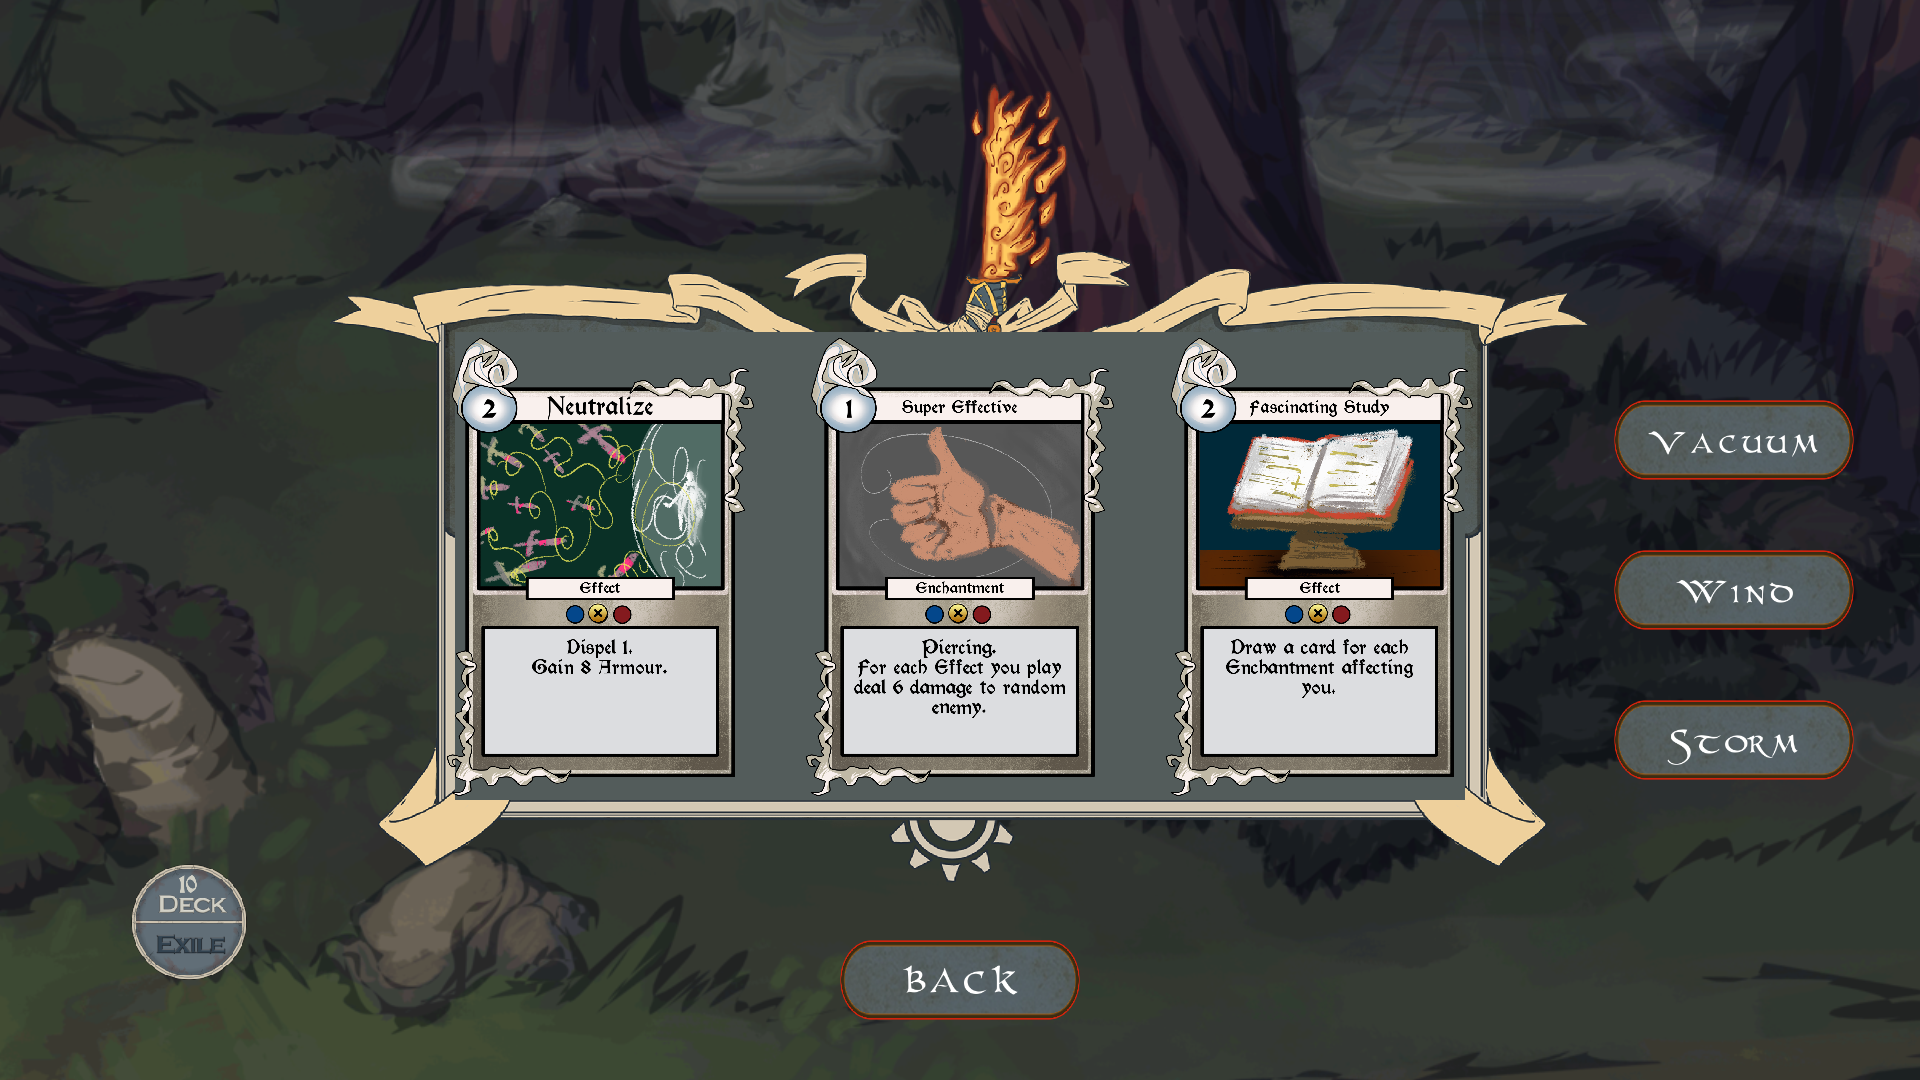 2
Neutralize
Effect
Dispel 1.
Gain 8 Armour.
1
Super Effective
Enchantment
Piercing.
For each Effect you play
deal 6 damage to random
enemy.
2
Fascinating Study
Effect
Draw a card for each
Enchantment affecting
you.
VACUUM
WIND
STORM
10
DECK
EXILE
BACK